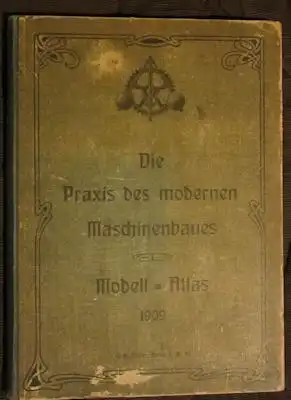 Die
Praxis des modernen
Maschinenbaues
Modell = Atlas
1909